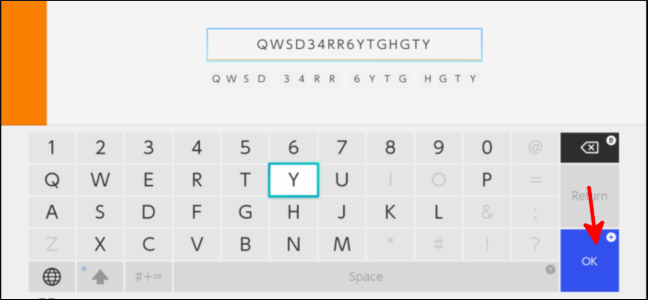 QWSD34RR6YTGHGTY
QWSD 34RR 6YTG HGTY
1 2 3 4 5 6 7 8 9 0 @
Q W E R T Y U I O P =
Return
A S D F G H J K L & ;
Z X C V B N M * # ! ?
OK
#+= Space